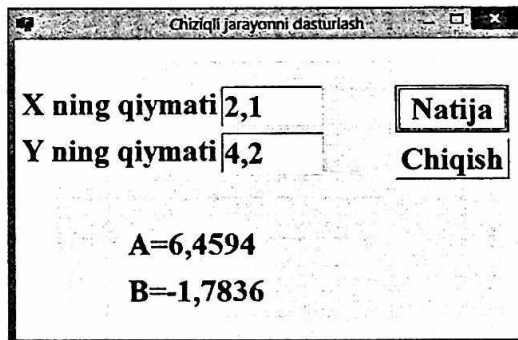 Chiziqli jarayonni dasturlash
X ning qiymati 2,1 Natija
Y ning qiymati 4,2 Chiqish
A=6,4594
B=-1,7836